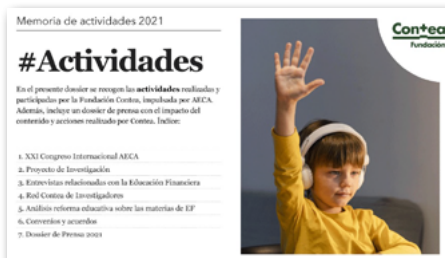 Memoria de actividades 2021
Contea
Fundación
#Actividades
En el presente dossier se recogen las actividades realizadas y
participadas por la Fundación Contea, impulsada por AECA.
Además, incluye un dossier de prensa con el impacto del
contenido y acciones realizado por Contea. Índice:
1. XXI Congreso Internacional AECA
2. Proyecto de Investigación
3. Entrevistas relacionadas con la Educación Financiera
4. Red Contea de Investigadores
5. Análisis reforma educativa sobre las materias de EF
6. Convenios y acuerdos
7. Dossier de Prensa 2021